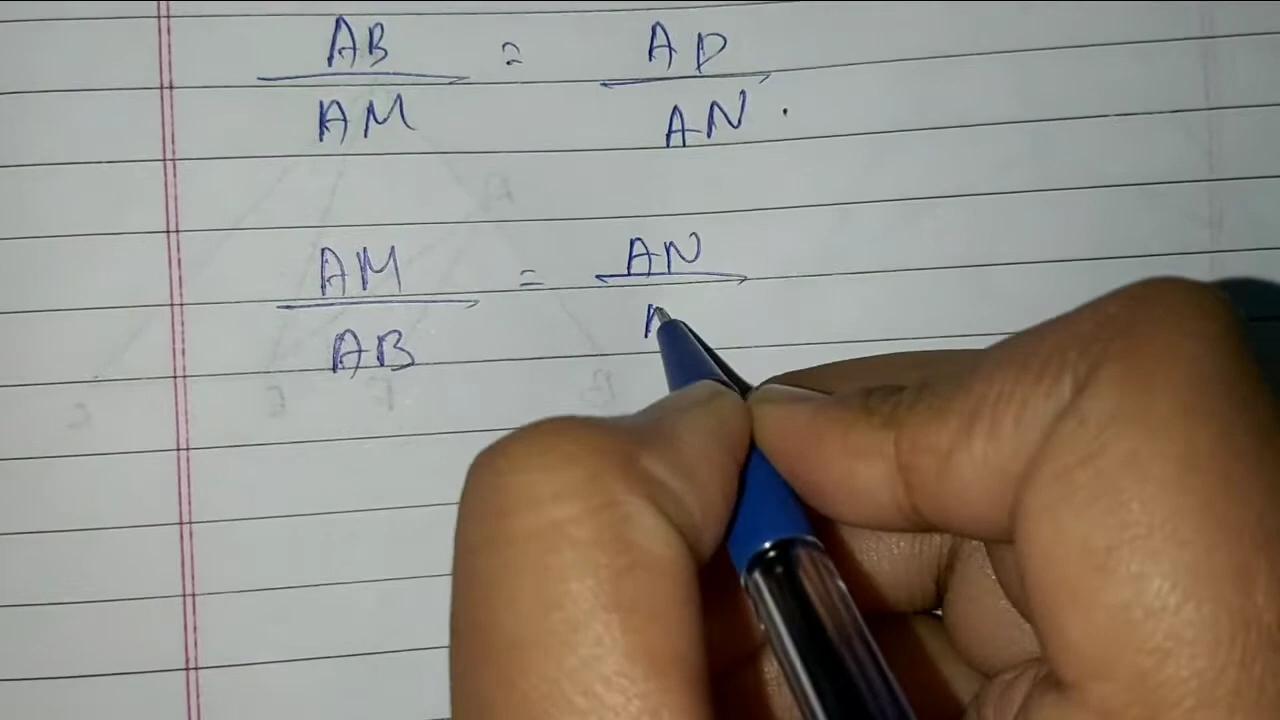 AB = AD
AM AN.
AM = AN
AB